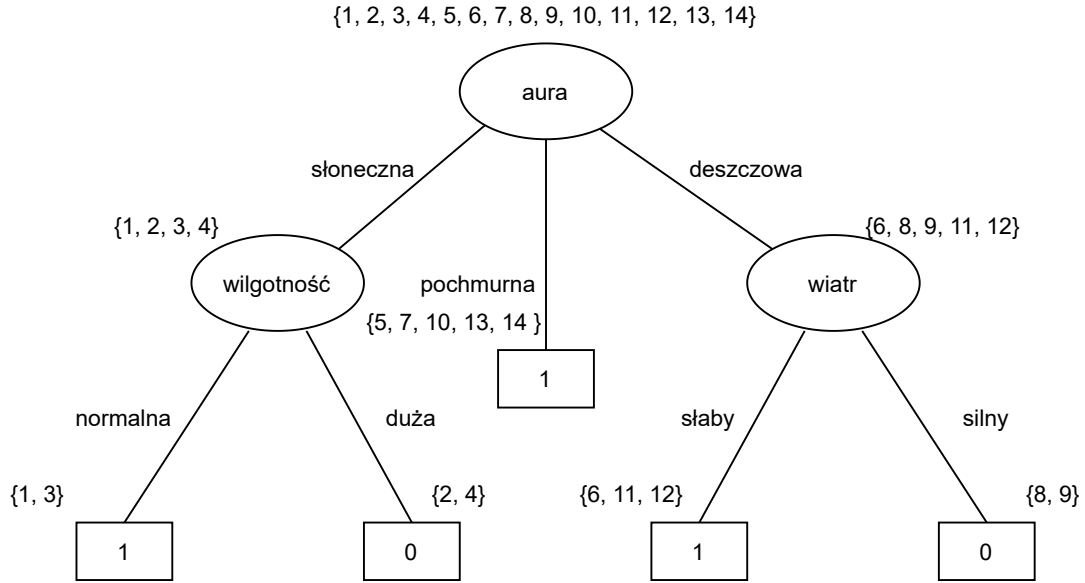 {1, 2, 3, 4, 5, 6, 7, 8, 9, 10, 11, 12, 13, 14}
aura
słoneczna
deszczowa
{1, 2, 3, 4}
{6, 8, 9, 11, 12}
wilgotność
pochmurna
wiatr
{5, 7, 10, 13, 14 }
1
normalna
duża
słaby
silny
{1, 3}
{2, 4}
{6, 11, 12}
{8, 9}
1
0
1
0